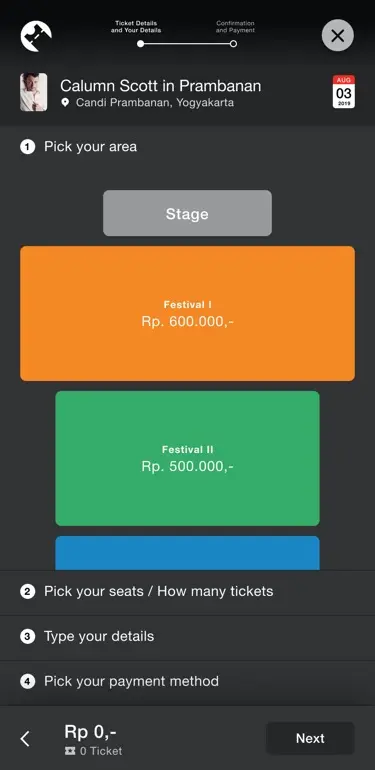 Ticket Details
and Your Details
Confirmation
and Payment
Calumn Scott in Prambanan
Candi Prambanan, Yogyakarta
AUG
03
2019
1 Pick your area
Stage
Festival I
Rp. 600.000,-
Festival II
Rp. 500.000,-
2 Pick your seats / How many tickets
3 Type your details
4 Pick your payment method
Rp 0,-
0 Ticket
Next